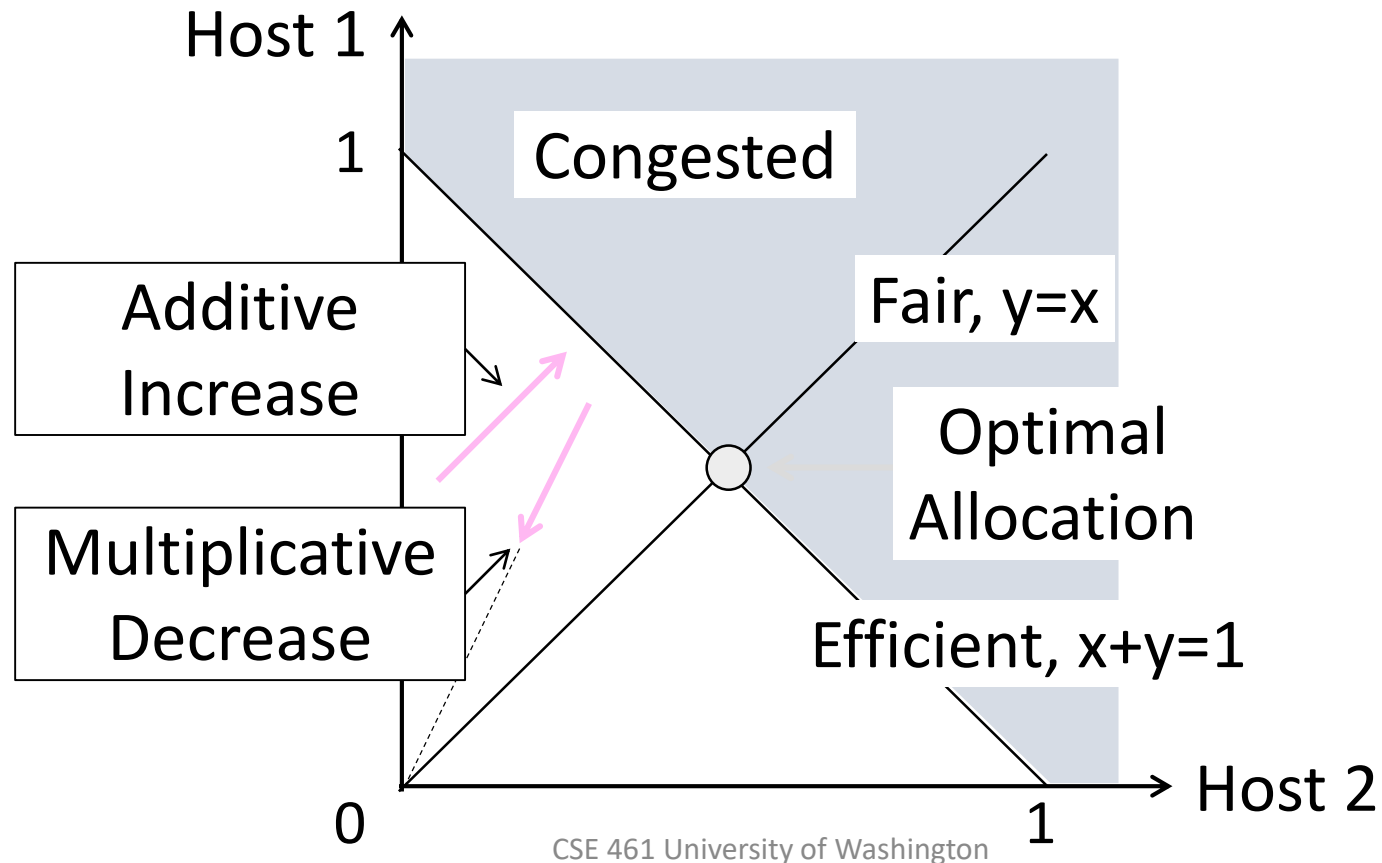 Host 1
1
Congested
Additive
Increase
Fair, y=x
Optimal
Allocation
Multiplicative
Decrease
Efficient, x+y=1
Host 2
0
1
CSE 461 University of Washington